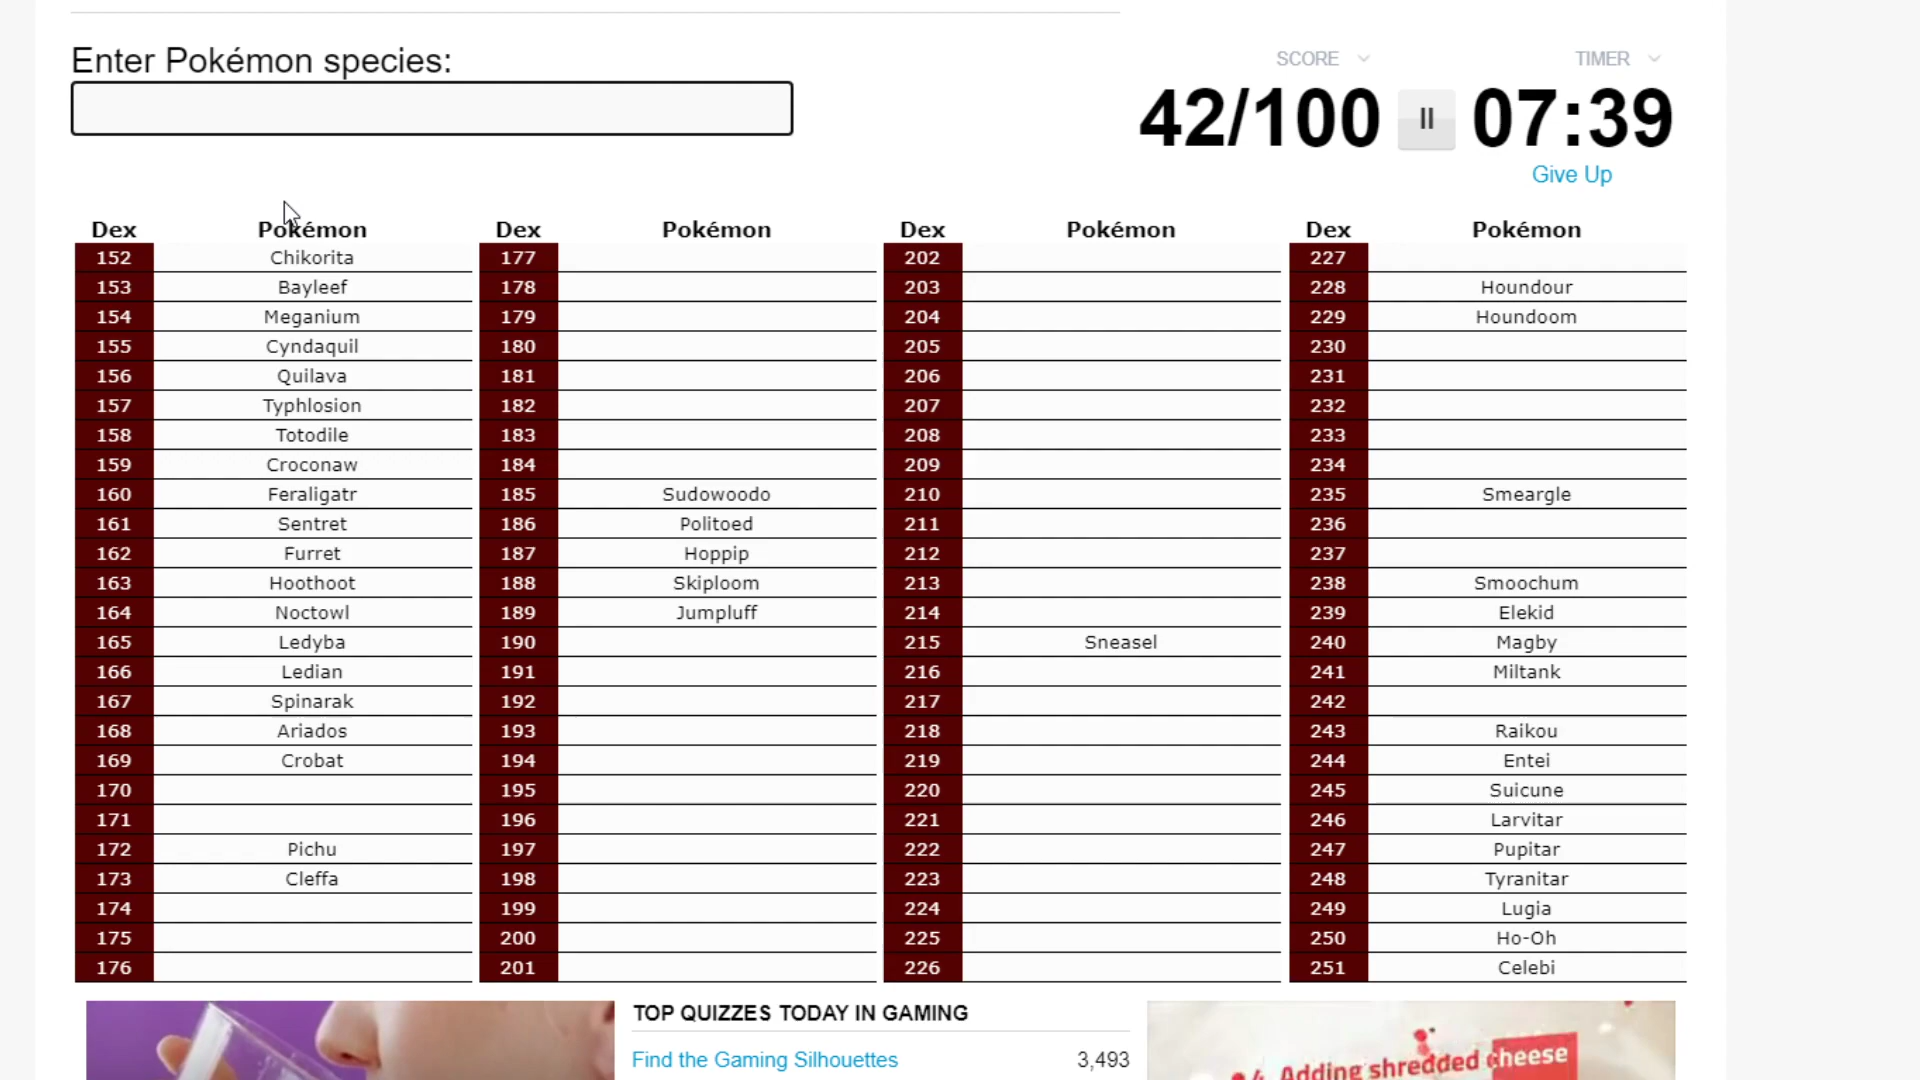 Enter Pokémon species:
SCORE
TIMER
42/100
07:39
Give Up
Dex Pokémon Dex Pokémon Dex Pokémon Dex Pokémon
152 Chikorita 177 202 227
153 Bayleef 178 203 228 Houndour
154 Meganium 179 204 229 Houndoom
155 Cyndaquil 180 205 230
156 Quilava 181 206 231
157 Typhlosion 182 207 232
158 Totodile 183 208 233
159 Croconaw 184 209 234
160 Feraligatr 185 Sudowoodo 210 235 Smeargle
161 Sentret 186 Politoed 211 236
162 Furret 187 Hoppip 212 237
163 Hoothoot 188 Skiploom 213 238 Smoochum
164 Noctowl 189 Jumpluff 214 239 Elekid
165 Ledyba 190 215 Sneasel 240 Magby
166 Ledian 191 216 241 Miltank
167 Spinarak 192 217 242
168 Ariados 193 218 243 Raikou
169 Crobat 194 219 244 Entei
170 195 220 245 Suicune
171 196 221 246 Larvitar
172 Pichu 197 222 247 Pupitar
173 Cleffa 198 223 248 Tyranitar
174 199 224 249 Lugia
175 200 225 250 Ho-Oh
176 201 226 251 Celebi
TOP QUIZZES TODAY IN GAMING
Find the Gaming Silhouettes 3,493
4. Adding shredded cheese